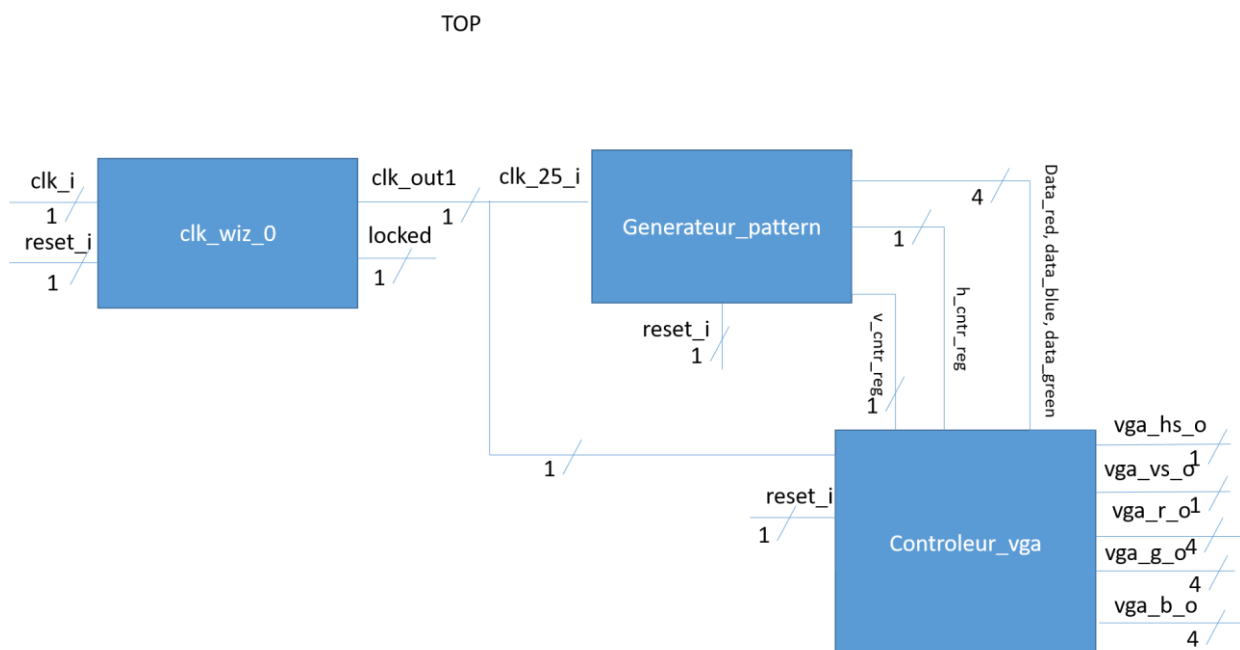 TOP
clk_i
1
reset_i
1
clk_wiz_0
clk_out1
1
locked
1
clk_25_i
Generateur_pattern
reset_i
1
4
1
1
v_cntr_reg
h_cntr_reg
Data_red, data_blue, data_green
1
reset_i
1
Controleur_vga
vga_hs_o
1
vga_vs_o
1
vga_r_o
4
vga_g_o
4
vga_b_o
4